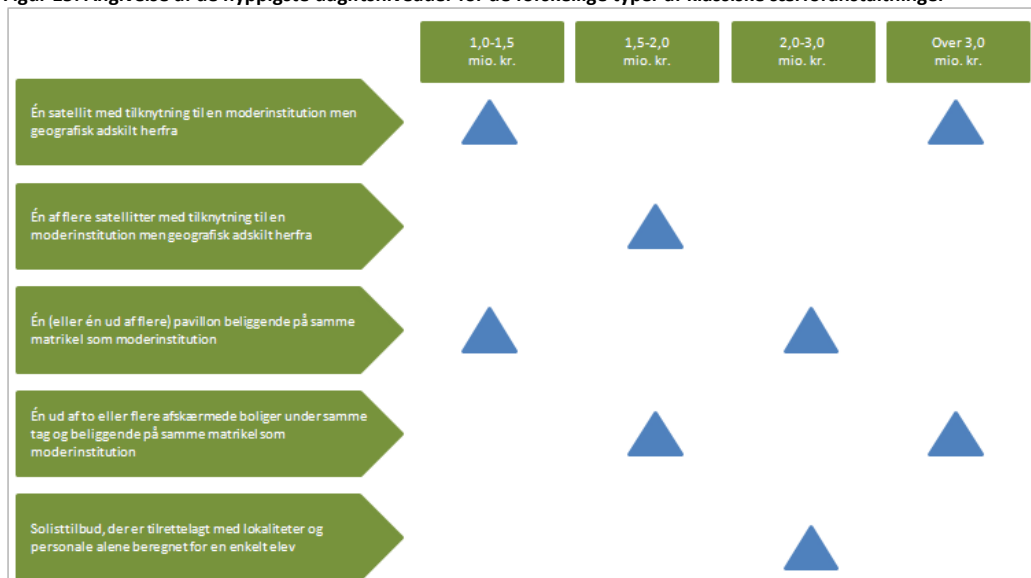 1,0-1,5
mio. kr.
1,5-2,0
mio. kr.
2,0-3,0
mio. kr.
Over 3,0
mio. kr.
Én satellit med tilknytning til en moderinstitution men
geografisk adskilt herfra
Én af flere satellitter med tilknytning til en
moderinstitution men geografisk adskilt herfra
Én (eller én ud af flere) pavillon beliggende på samme
matrikel som moderinstitution
Én ud af to eller flere afskærmede boliger under samme
tag og beliggende på samme matrikel som
moderinstitution
Solisttilbud, der er tilrettelagt med lokaliteter og
personale alene beregnet for en enkelt elev